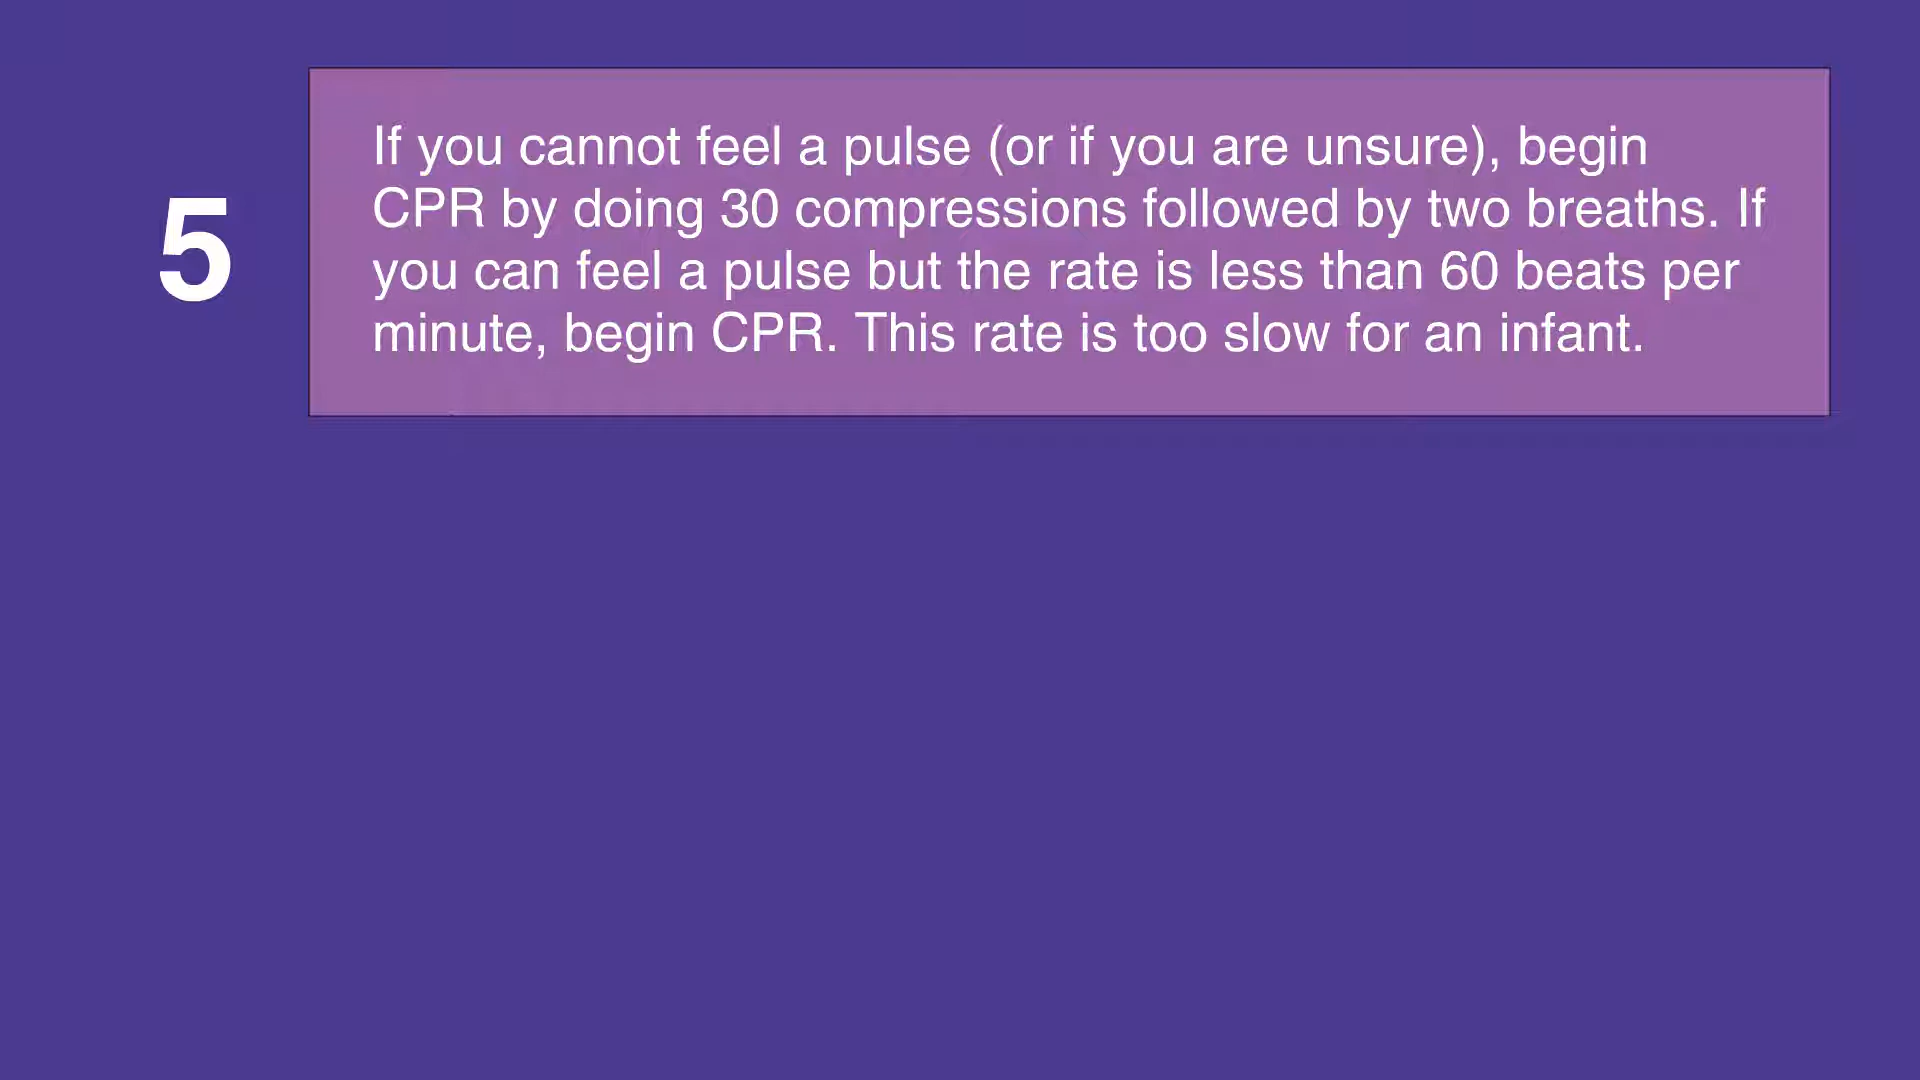 5
If you cannot feel a pulse (or if you are unsure), begin
CPR by doing 30 compressions followed by two breaths. If
you can feel a pulse but the rate is less than 60 beats per
minute, begin CPR. This rate is too slow for an infant.